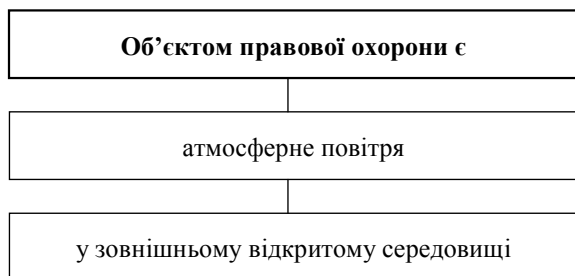 Об’єктом правової охорони є
атмосферне повітря
у зовнішньому відкритому середовищі